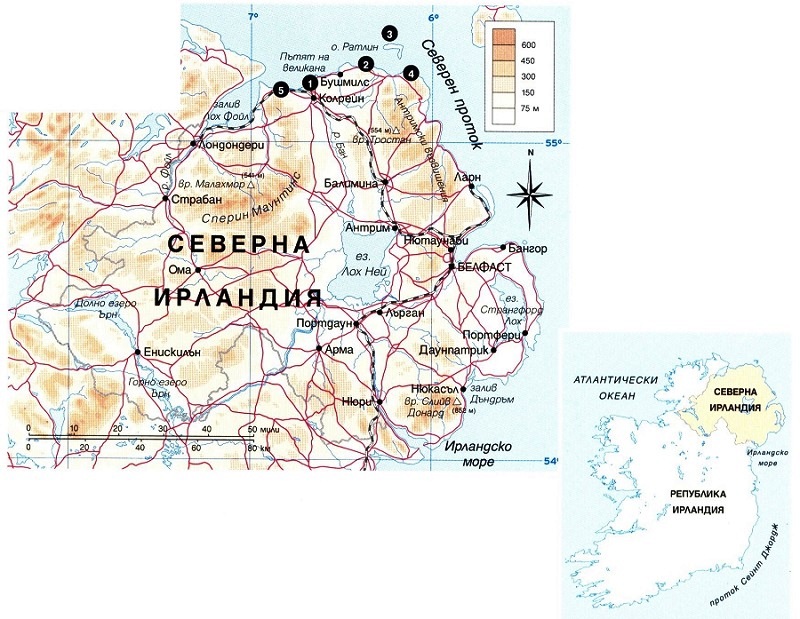 7°
6°
3
о. Ратлин
Северен проток
600
450
300
150
75 м
Пътят на
великана
2
4
1
Бушмилс
5
Колрейн
залив
Лох Фойл
Антримски възвишения
(554 м)
вр. Тростан
55°
Лондондери
р. Бан
р. Фойл
N
(541 м)
вр. Малахмор
Балимина
Ларн
Страбан
Сперин Маунтинс
Антрим
СЕВЕРНА
ИРЛАНДИЯ
Нютаунаби
Бангор
ез.
Лох Ней
БЕЛФАСТ
Ома
ез.
Странгфорд
Лох
Долно езеро
Ърн
Лърган
Портдаун
Портфери
Арма
Даунпатрик
Енискилън
Горно езеро
Ърн
Нюкасъл
залив
Дъндръм
Нюри
вр. Слийв
Донард
(852 м)
0 10 20 30 40 50 мили
0 20 40 60 80 км
Ирландско
море
54°
АТЛАНТИЧЕСКИ
ОКЕАН
СЕВЕРНА
ИРЛАНДИЯ
Ирландско
море
РЕПУБЛИКА
ИРЛАНДИЯ
проток Сейнт Джордж